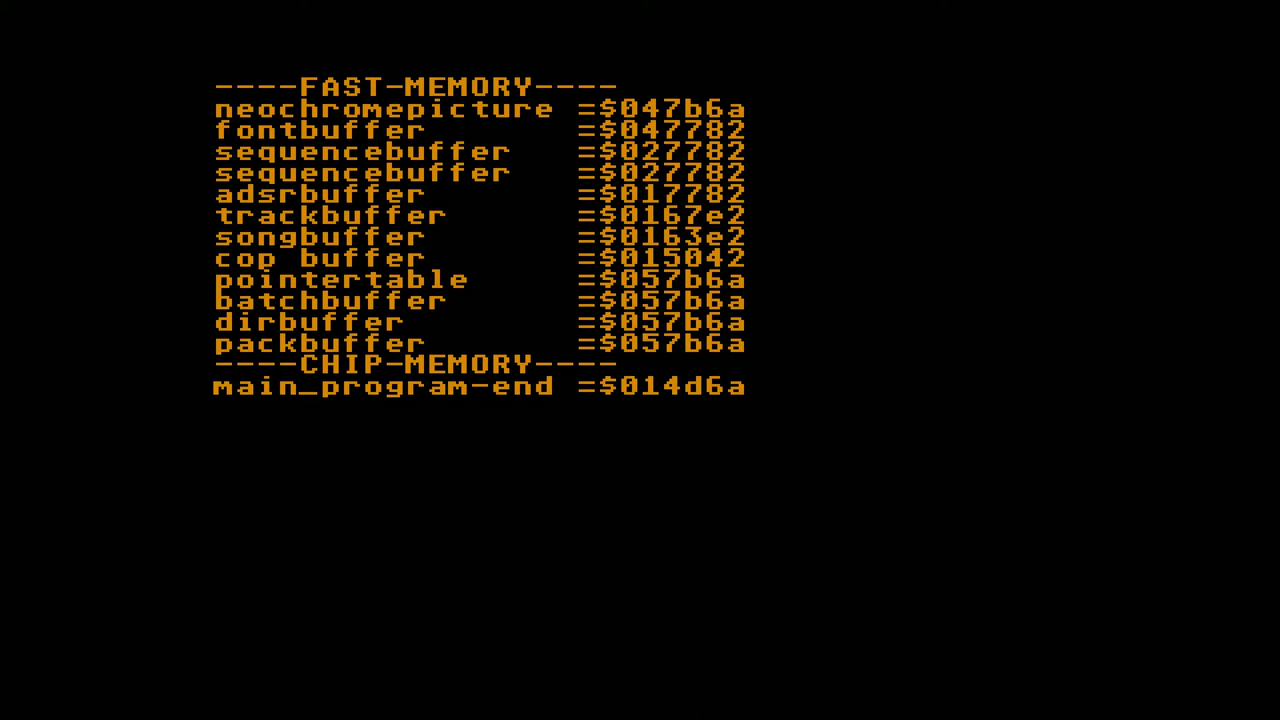 ----FAST-MEMORY----
neochromepicture =$047b6a
fontbuffer =$047782
sequencebuffer =$027782
sequencebuffer =$027782
adsrbuffer =$017782
trackbuffer =$0167e2
songbuffer =$0163e2
cop buffer =$015042
pointertable =$057b6a
batchbuffer =$057b6a
dirbuffer =$057b6a
packbuffer =$057b6a
----CHIP-MEMORY----
main_program-end =$014d6a